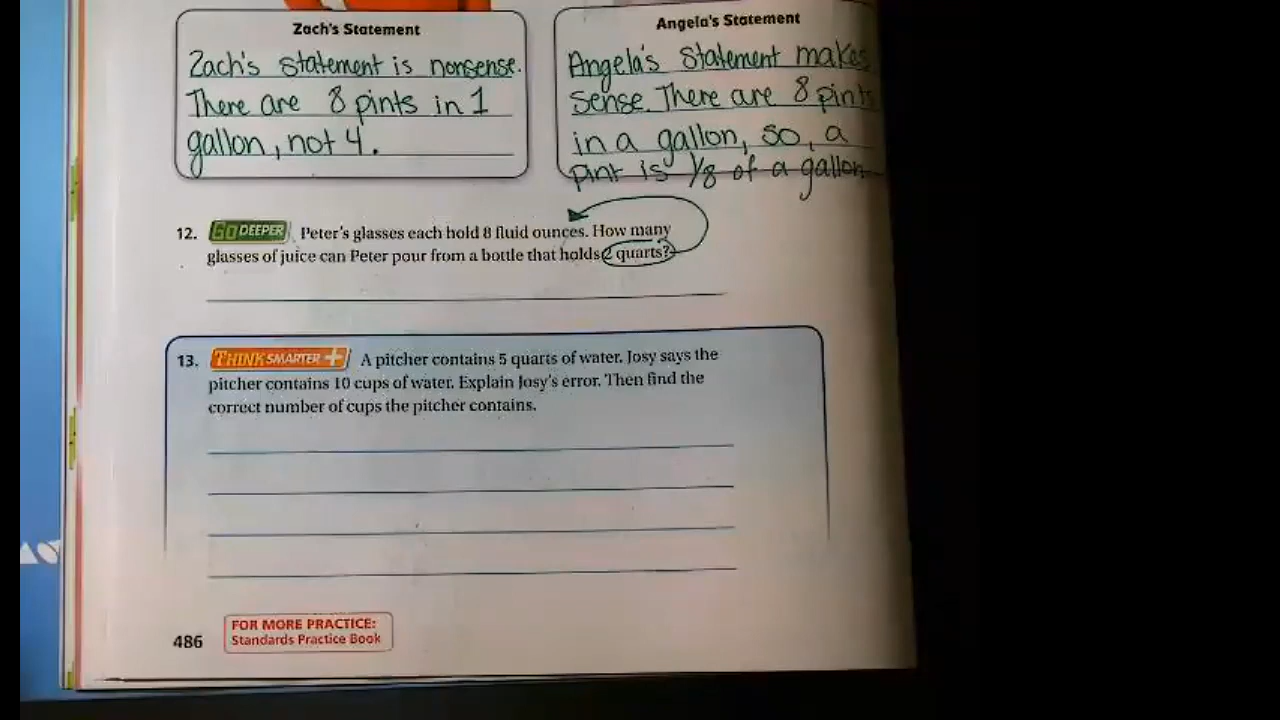 Zach's Statement
Zach's statement is nonsense.
There are 8 pints in 1
gallon, not 4.
Angela's Statement
Angela's statement makes
sense. There are 8 pints
in a gallon, so, a
pint is 1/8 of a gallon
12. GO DEEPER Peter's glasses each hold 8 fluid ounces. How many
glasses of juice can Peter pour from a bottle that holds 2 quarts?
13. THINK SMARTER + A pitcher contains 5 quarts of water. Josy says the
pitcher contains 10 cups of water. Explain Josy's error. Then find the
correct number of cups the pitcher contains.
486
FOR MORE PRACTICE:
Standards Practice Book